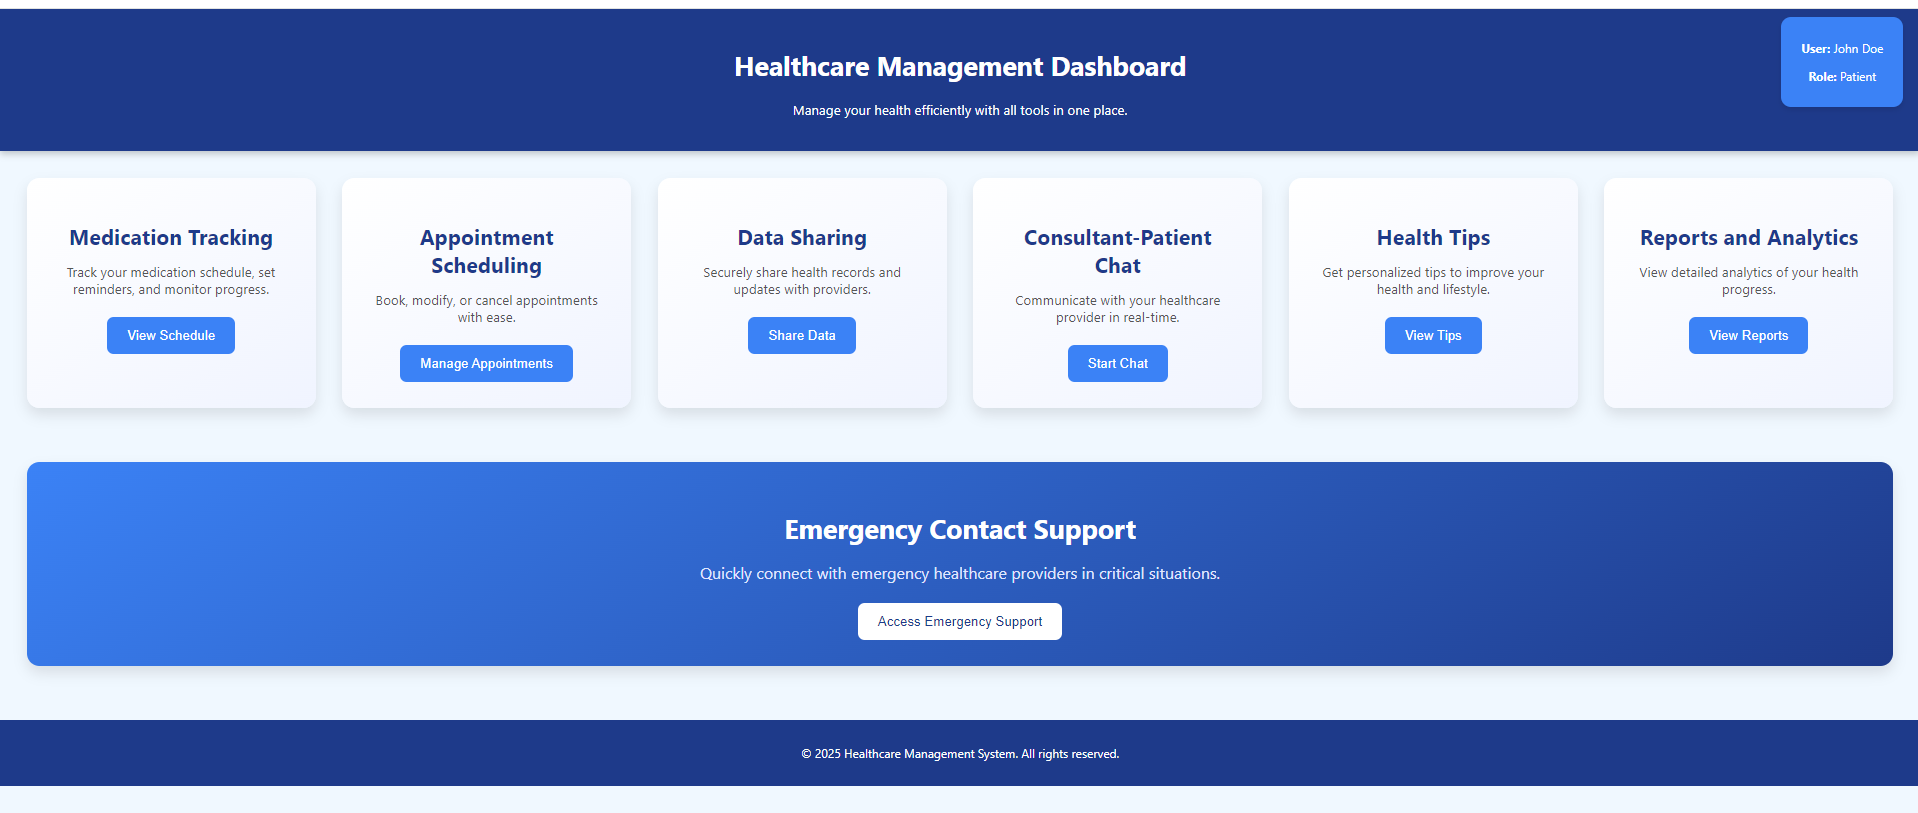 Healthcare Management Dashboard
Manage your health efficiently with all tools in one place.
User: John Doe
Role: Patient
Medication Tracking
Track your medication schedule, set
reminders, and monitor progress.
View Schedule
Appointment
Scheduling
Book, modify, or cancel appointments
with ease.
Manage Appointments
Data Sharing
Securely share health records and
updates with providers.
Share Data
Consultant-Patient
Chat
Communicate with your healthcare
provider in real-time.
Start Chat
Health Tips
Get personalized tips to improve your
health and lifestyle.
View Tips
Reports and Analytics
View detailed analytics of your health
progress.
View Reports
Emergency Contact Support
Quickly connect with emergency healthcare providers in critical situations.
Access Emergency Support
© 2025 Healthcare Management System. All rights reserved.